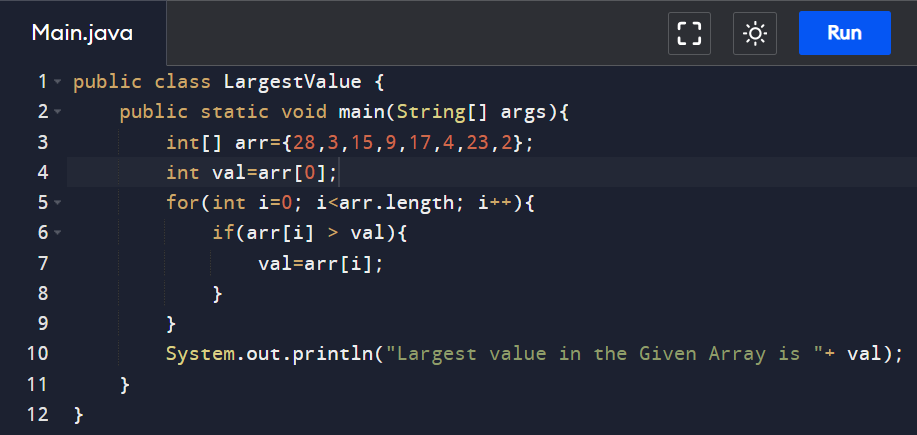 Main.java
Run
1 public class LargestValue {
2 public static void main(String[] args){
3 int[] arr={28,3,15,9,17,4,23,2};
4 int val=arr[0];
5 for(int i=0; i<arr.length; i++){
6 if(arr[i] > val){
7 val=arr[i];
8 }
9 }
10 System.out.println("Largest value in the Given Array is "+ val);
11 }
12 }